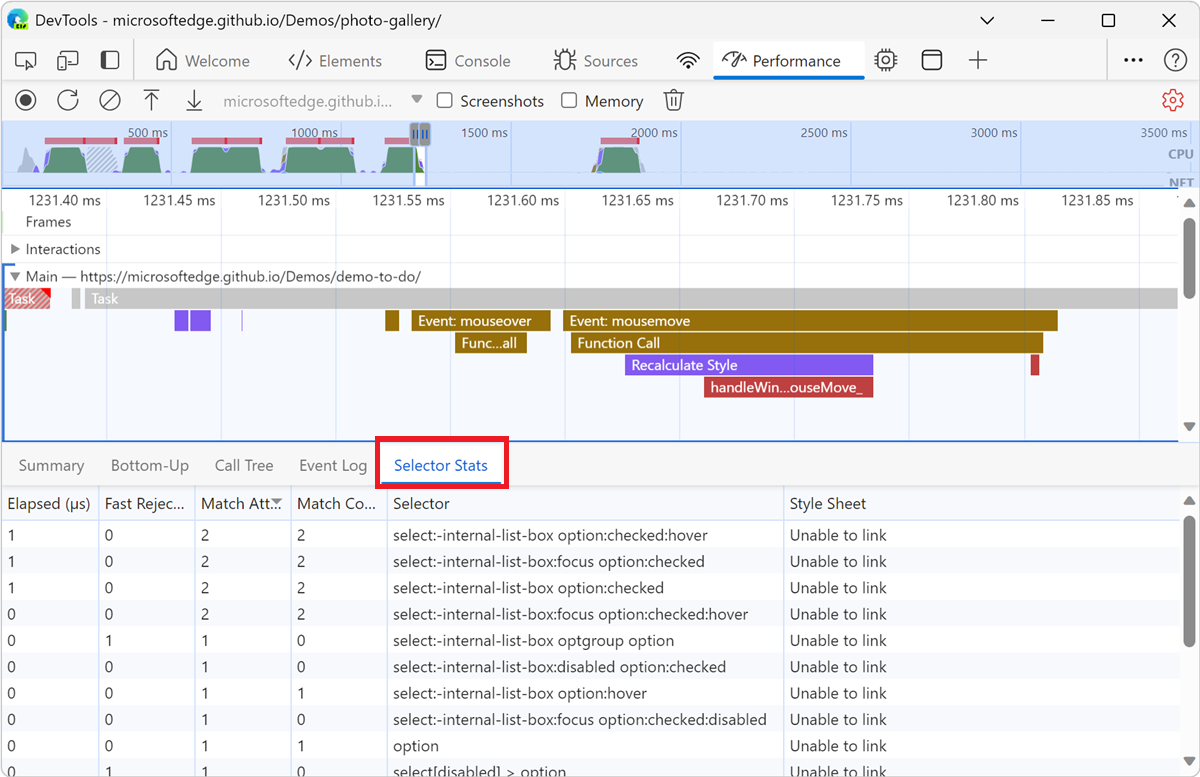 DevTools - microsoftedge.github.io/Demos/photo-gallery/
Welcome Elements Console Sources Performance
microsoftedge.github.i... Screenshots Memory
500 ms 1000 ms 1500 ms 2000 ms 2500 ms 3000 ms 3500 ms
CPU
NET
1231.40 ms 1231.45 ms 1231.50 ms 1231.55 ms 1231.60 ms 1231.65 ms 1231.70 ms 1231.75 ms 1231.80 ms 1231.85 ms
Frames
Interactions
Main — https://microsoftedge.github.io/Demos/demo-to-do/
Task Task
Event: mouseover Event: mousemove
Func...all Function Call
Recalculate Style
handleWin...ouseMove_
Summary Bottom-Up Call Tree Event Log Selector Stats
Elapsed (μs) Fast Rejec... Match Att... Match Co... Selector Style Sheet
1 0 2 2 select:-internal-list-box option:checked:hover Unable to link
1 0 2 2 select:-internal-list-box:focus option:checked Unable to link
1 0 2 2 select:-internal-list-box option:checked Unable to link
0 0 2 2 select:-internal-list-box:focus option:checked:hover Unable to link
0 1 1 0 select:-internal-list-box optgroup option Unable to link
0 0 1 0 select:-internal-list-box:disabled option:checked Unable to link
0 0 1 1 select:-internal-list-box option:hover Unable to link
0 0 1 0 select:-internal-list-box:focus option:checked:disabled Unable to link
0 0 1 1 option Unable to link
0 1 1 0 select[disabled] > option Unable to link